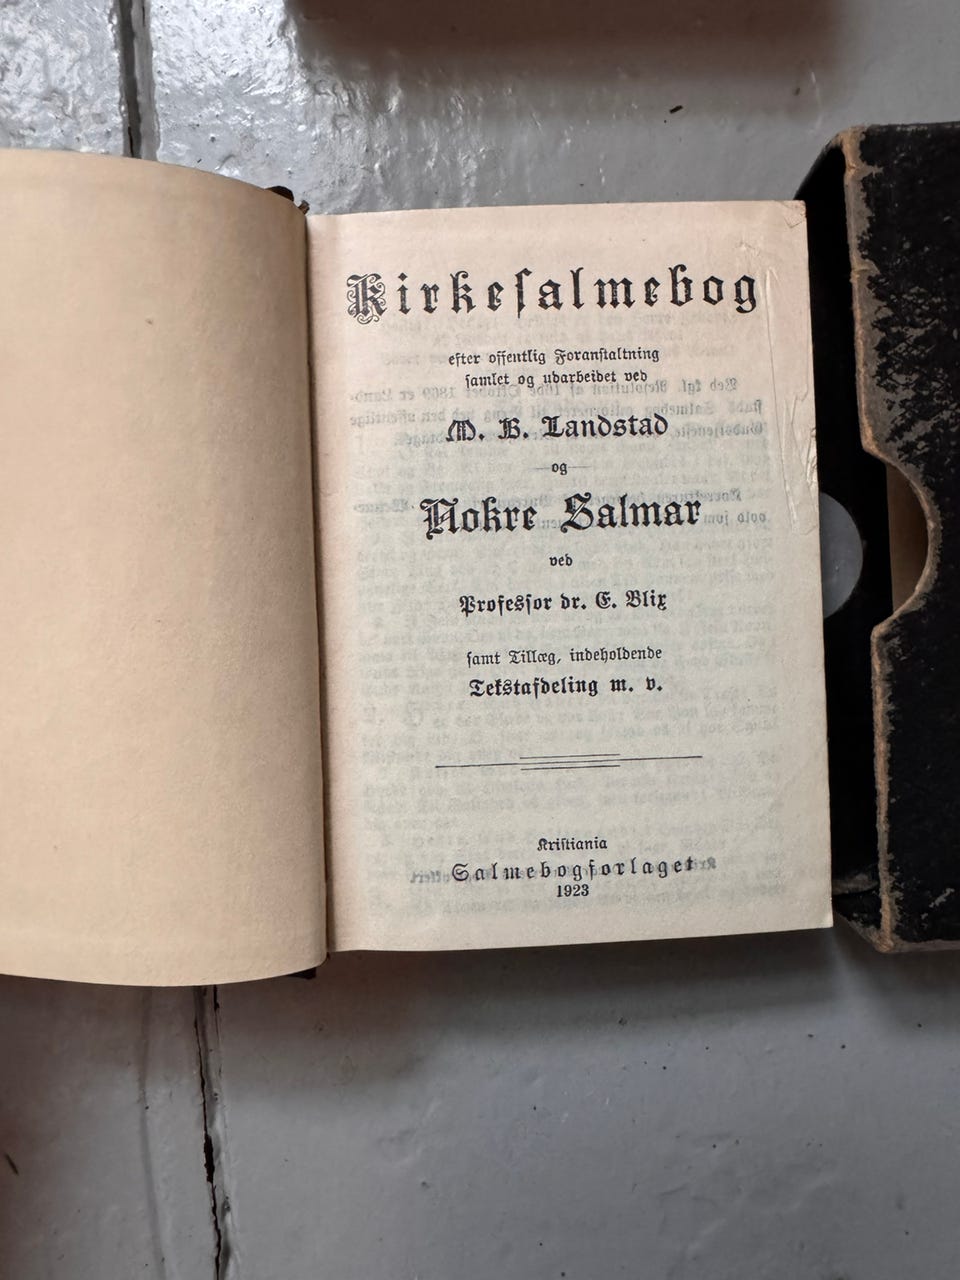 Kirkesalmebog
efter offentlig Foranstaltning
samlet og udarbeidet ved
M. B. Landstad
og
Nokre Salmar
ved
Professor dr. E. Blix
samt Tillæg, indeholdende
Tekstafdeling m. v.
Kristiania
Salmebogforlaget
1923